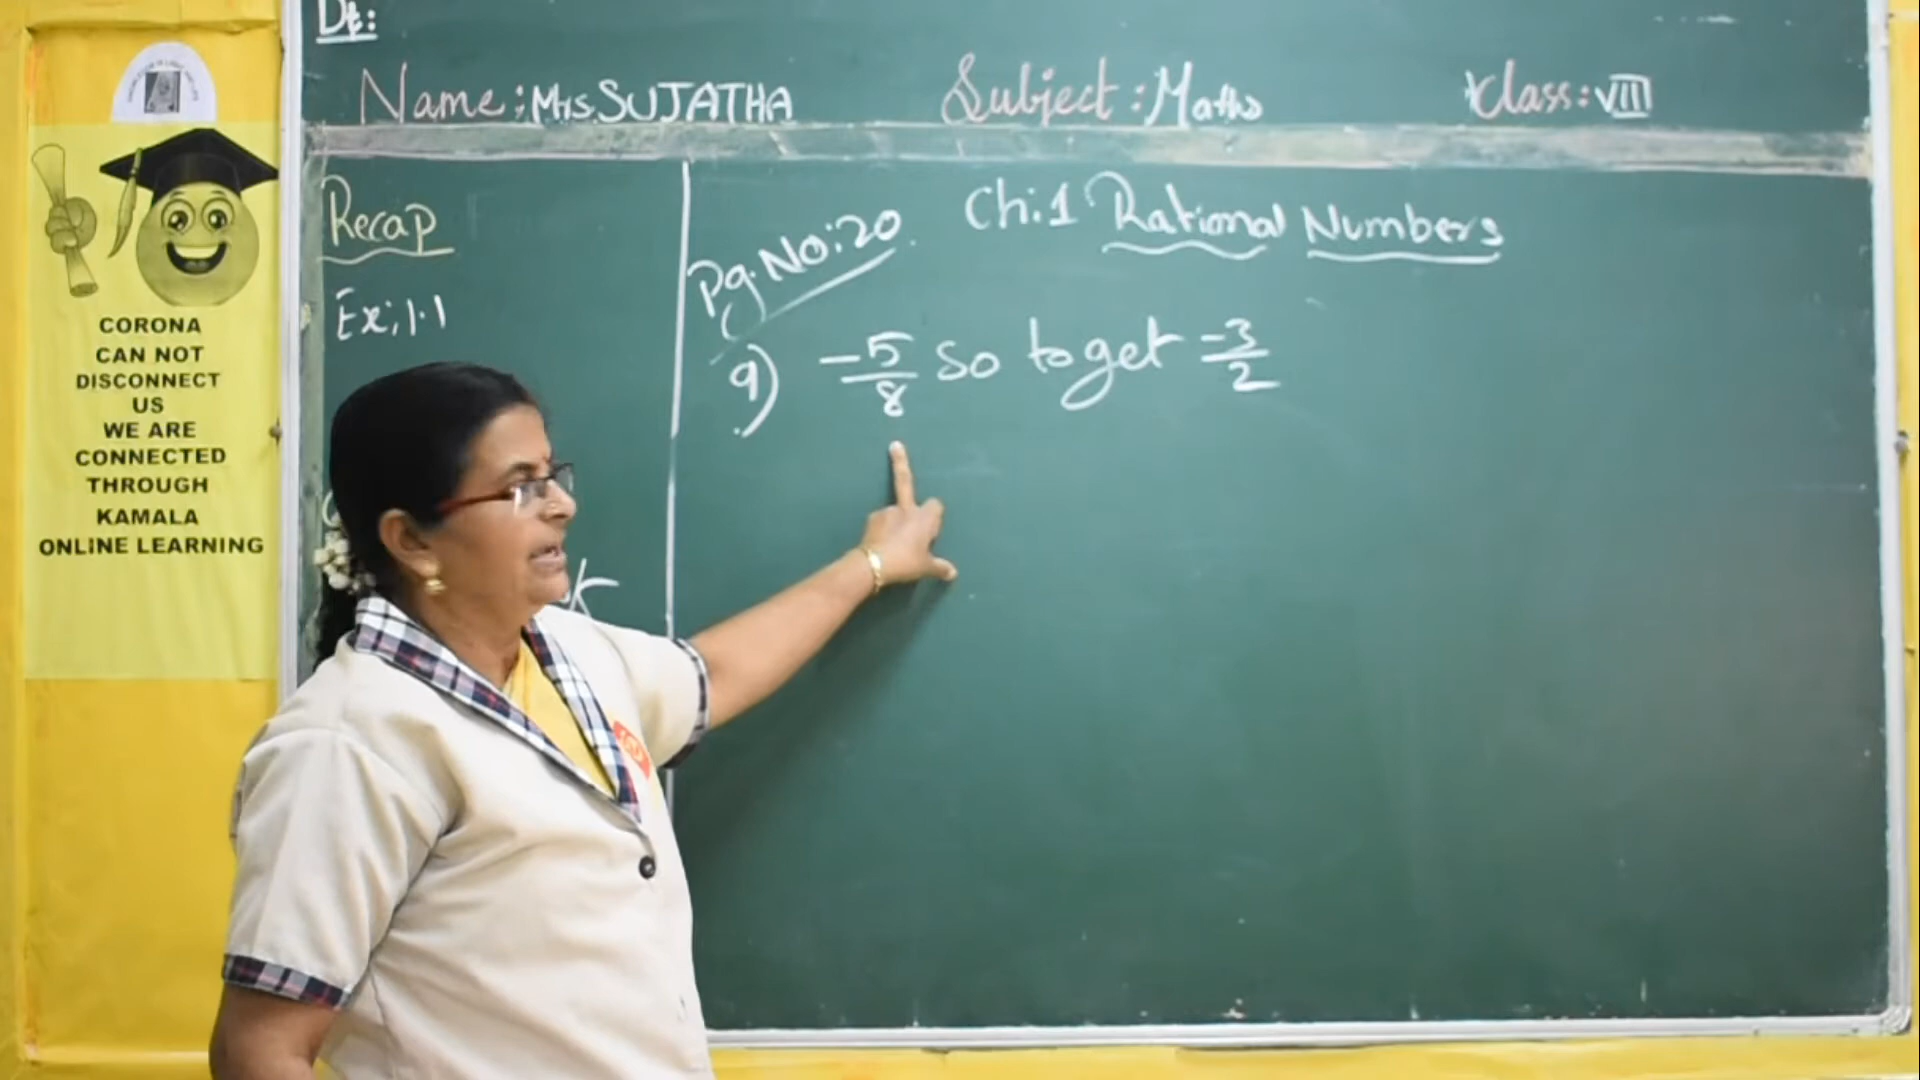 Dt:
Name: Mrs. SUJATHA
Subject: Maths
Class: VIII
CORONA
CAN NOT
DISCONNECT
US
WE ARE
CONNECTED
THROUGH
KAMALA
ONLINE LEARNING
Recap
Ex: 1.1
Pg. No: 20
Ch: 1 Rational Numbers
9) -5/8 so to get -3/2